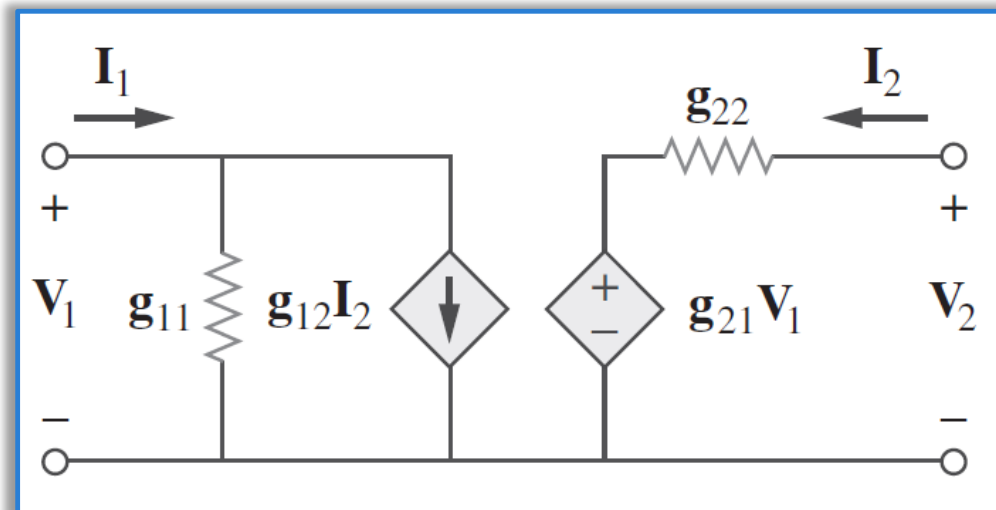 I₁ I₂
g₂₂
+ +
V₁ g₁₁ g₁₂I₂ + − g₂₁V₁ V₂
− −